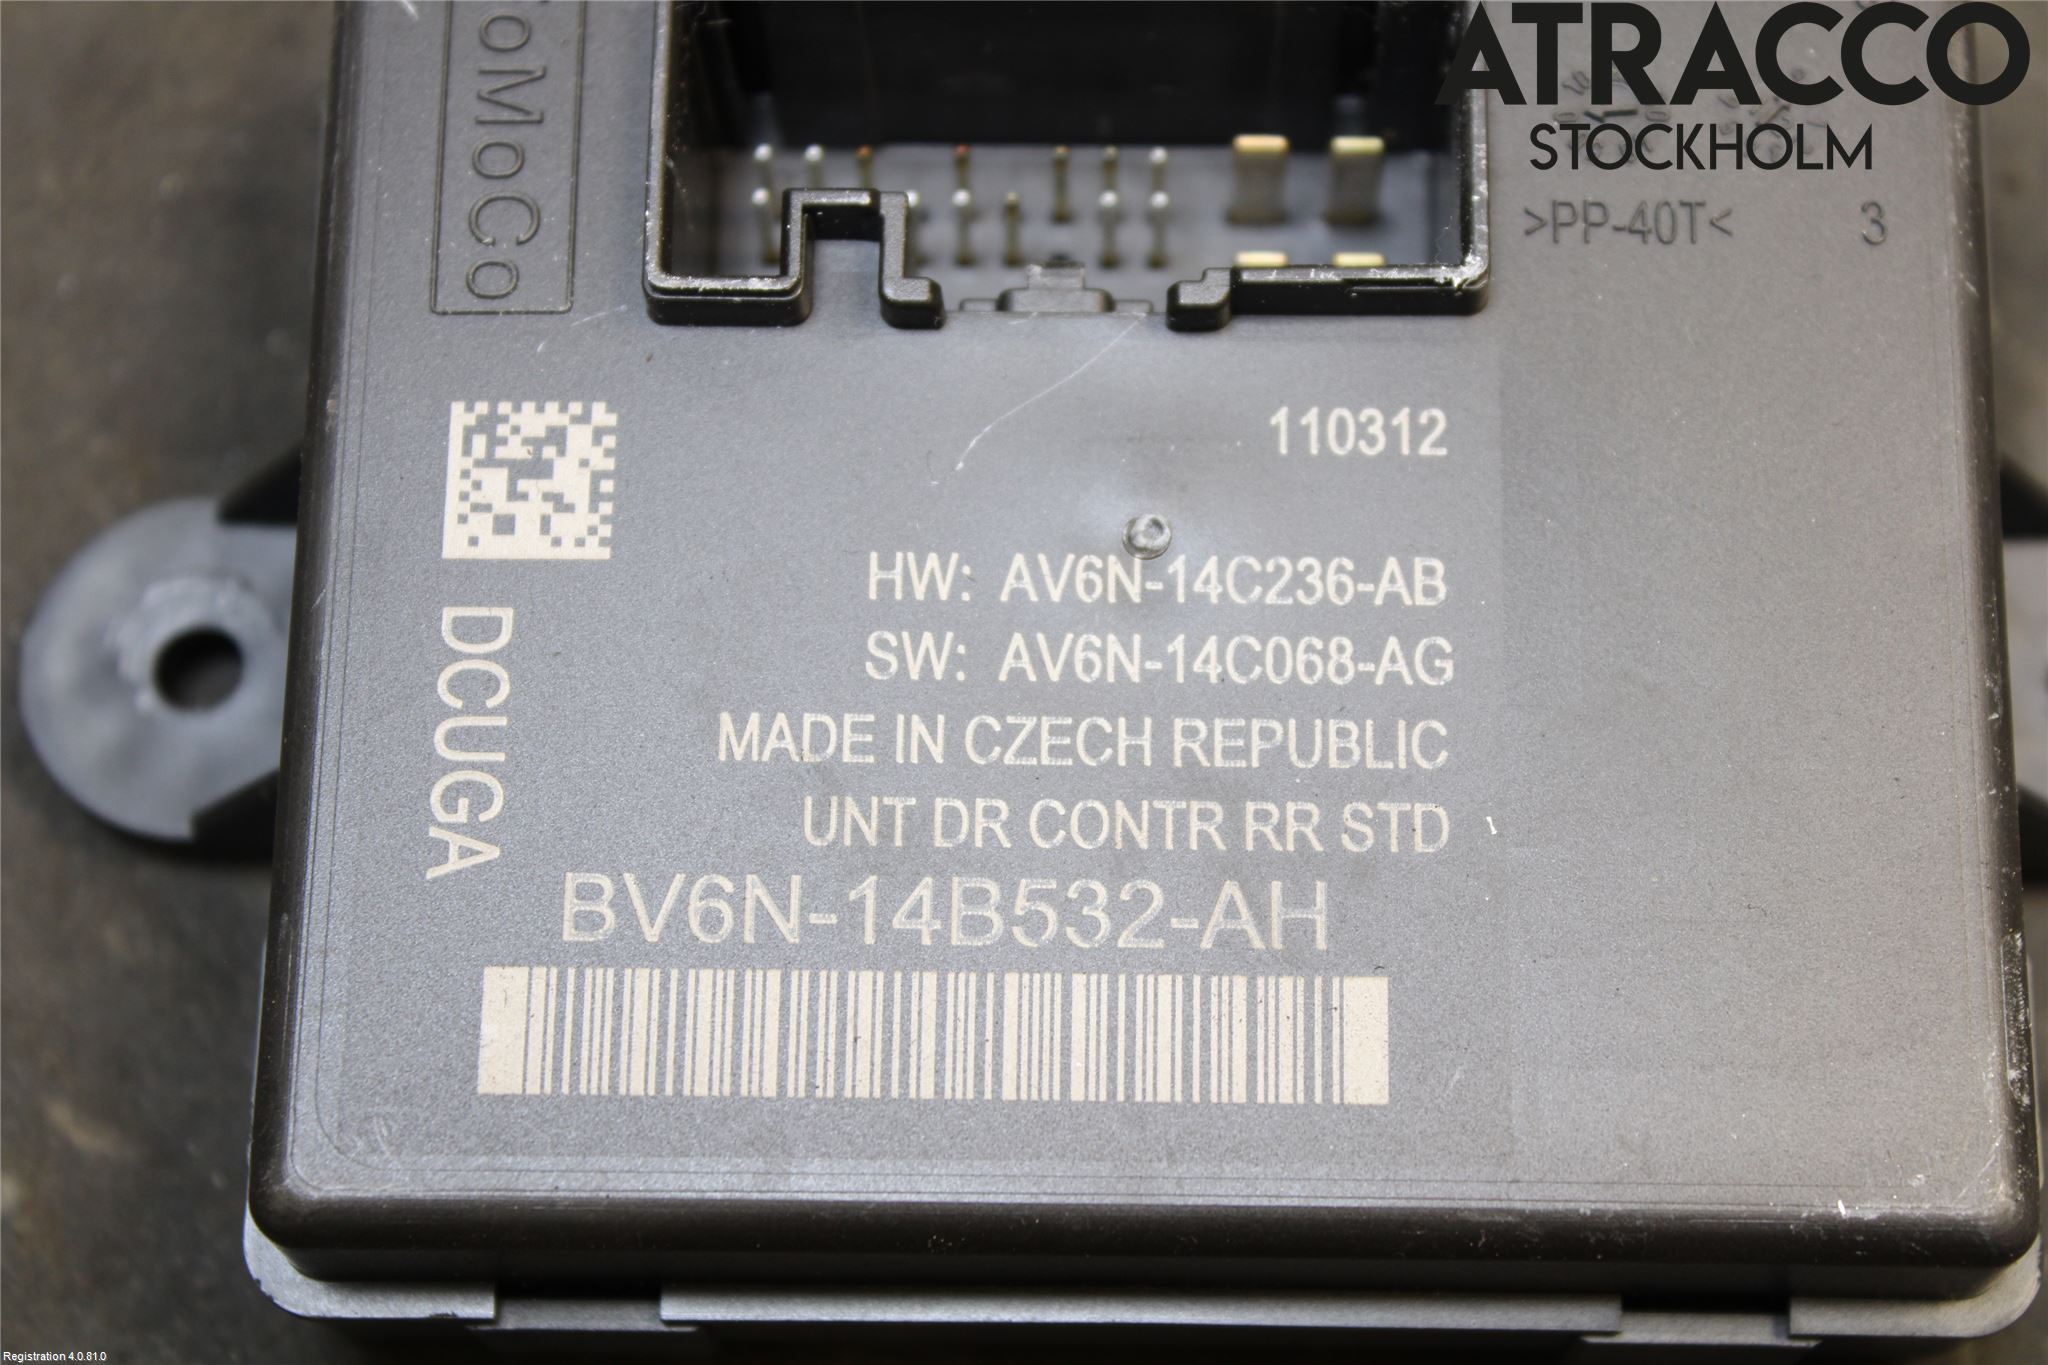 ATRACCO
STOCKHOLM
oMoCo
>PP-40T<
3
110312
HW: AV6N-14C236-AB
SW: AV6N-14C068-AG
MADE IN CZECH REPUBLIC
UNT DR CONTR RR STD
DCUGA
BV6N-14B532-AH
Registration 4.0.81.0